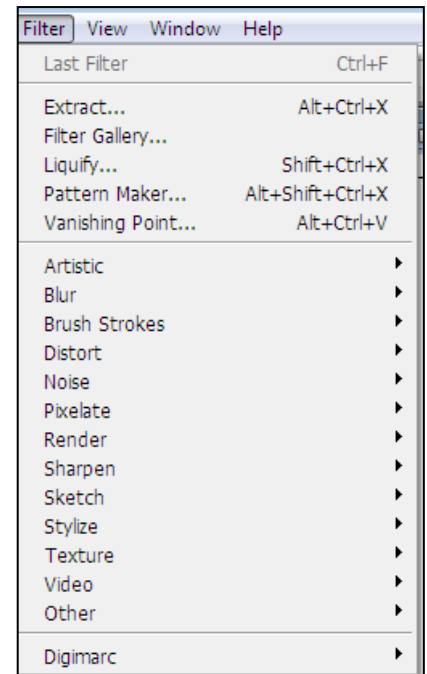 Filter View Window Help
Last Filter Ctrl+F
Extract... Alt+Ctrl+X
Filter Gallery...
Liquify... Shift+Ctrl+X
Pattern Maker... Alt+Shift+Ctrl+X
Vanishing Point... Alt+Ctrl+V
Artistic
Blur
Brush Strokes
Distort
Noise
Pixelate
Render
Sharpen
Sketch
Stylize
Texture
Video
Other
Digimarc